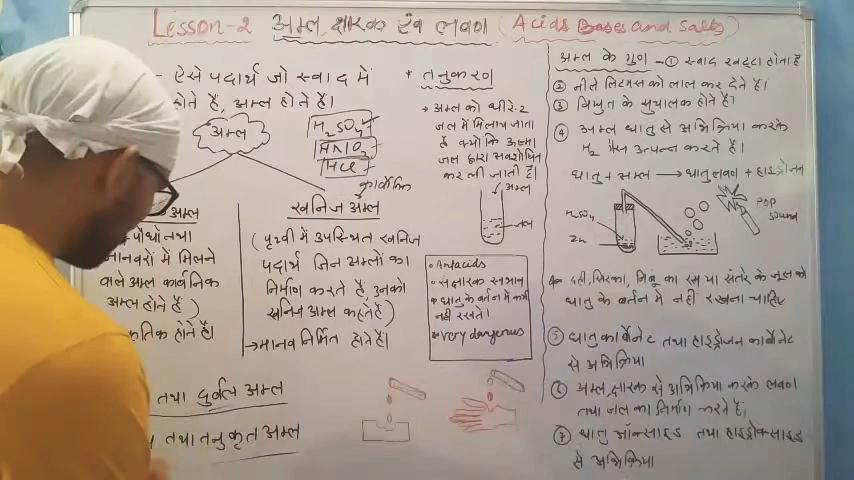 Lesson-2 अम्ल, क्षारक एंव लवण (Acids Bases and Salts)
- ऐसे पदार्थ जो स्वाद में
होते हैं, अम्ल होते हैं।
अम्ल
H₂SO₄
HNO₃
HCl
अकार्बनिक
अम्ल
पौधो तथा
जानवरों में मिलने
वाले अम्ल कार्बनिक
अम्ल होते हैं)
होते हैं।
खनिज अम्ल
(पृथ्वी में उपस्थित खनिज
पदार्थ जिन अम्लों का
निर्माण करते हैं, उनको
खनिज अम्ल कहते हैं)
→ मानव निर्मित होते हैं।
तथा दुर्बल अम्ल
तथा तनुकृत अम्ल
* तनुकरण
→ अम्ल को धीरे-2
जल में मिलाया जाता
है क्यों कि ऊष्मा
जल द्वारा अवशोषित
कर ली जाती है।
अम्ल
जल
Antacids
धातु के बर्तन में कभी
नहीं रखते।
very dangerous
अम्ल के गुण - ① स्वाद खट्टा होता है
② नीले लिटमस को लाल कर देते हैं।
③ विद्युत के सुचालक होते हैं।
④ अम्ल धातु से अभिक्रिया करके
H₂ गैस उत्पन्न करते हैं।
धातु + अम्ल → धातु लवण + हाइड्रोजन
H₂SO₄
Zn
POP
sound
दही, सिरका, निंबू का रस या संतरे के जूस को
धातु के बर्तन में नहीं रखना चाहिए
⑤ धातु कार्बोनेट तथा हाइड्रोजन कार्बोनेट
से अभिक्रिया
⑥ अम्ल, क्षारक से अभिक्रिया करके लवण
तथा जल का निर्माण करते हैं,
⑦ धातु ऑक्साइड तथा हाइड्रोक्साइड
से अभिक्रिया